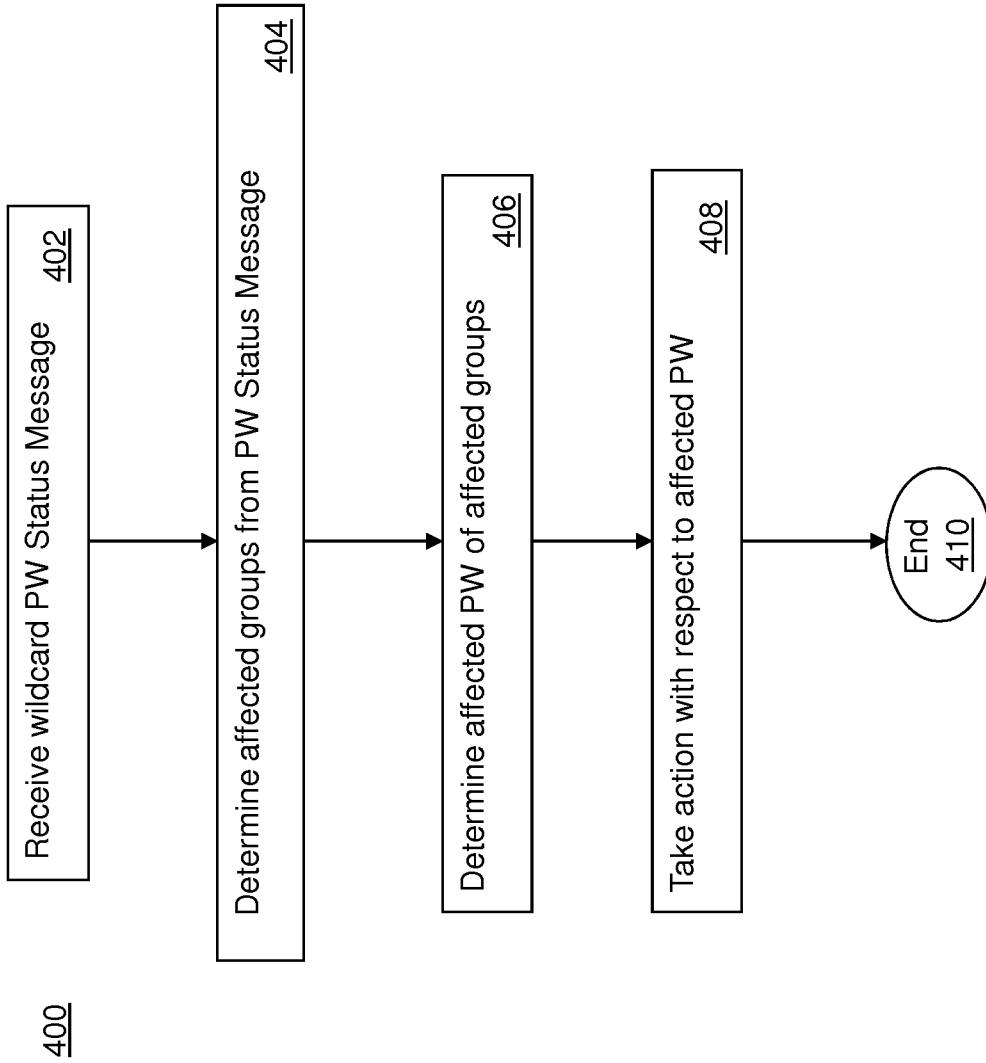 400
Receive wildcard PW Status Message
402
Determine affected groups from PW Status Message
404
Determine affected PW of affected groups
406
Take action with respect to affected PW
408
End
410